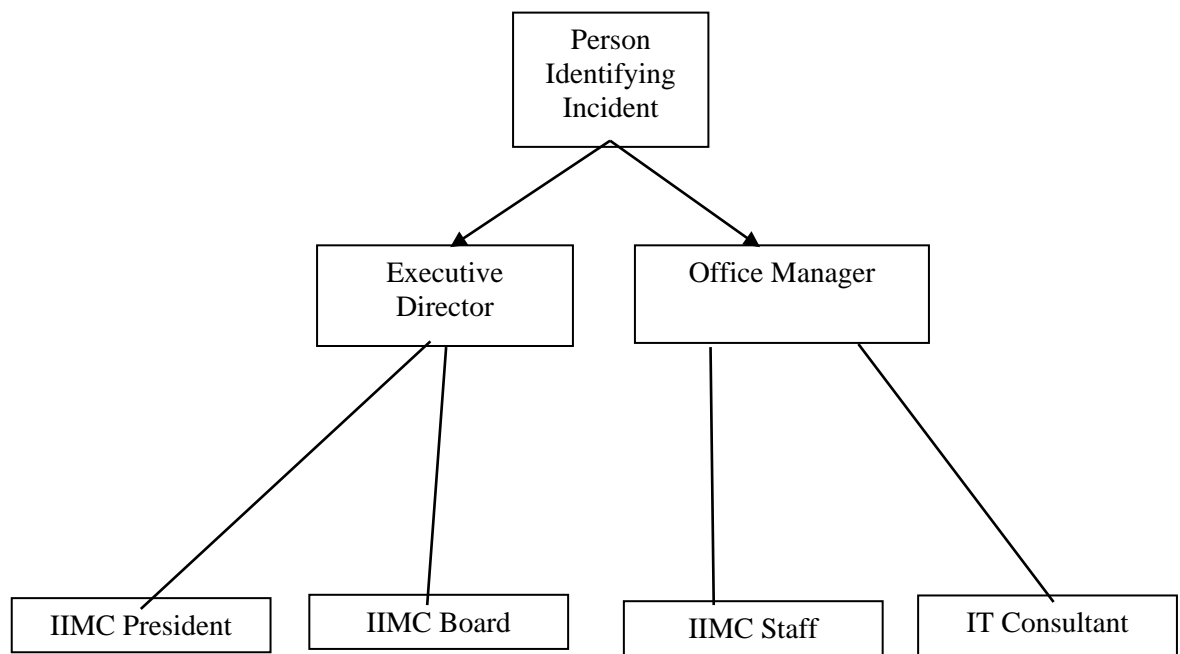 Person
Identifying
Incident
Executive
Director
Office Manager
IIMC President
IIMC Board
IIMC Staff
IT Consultant